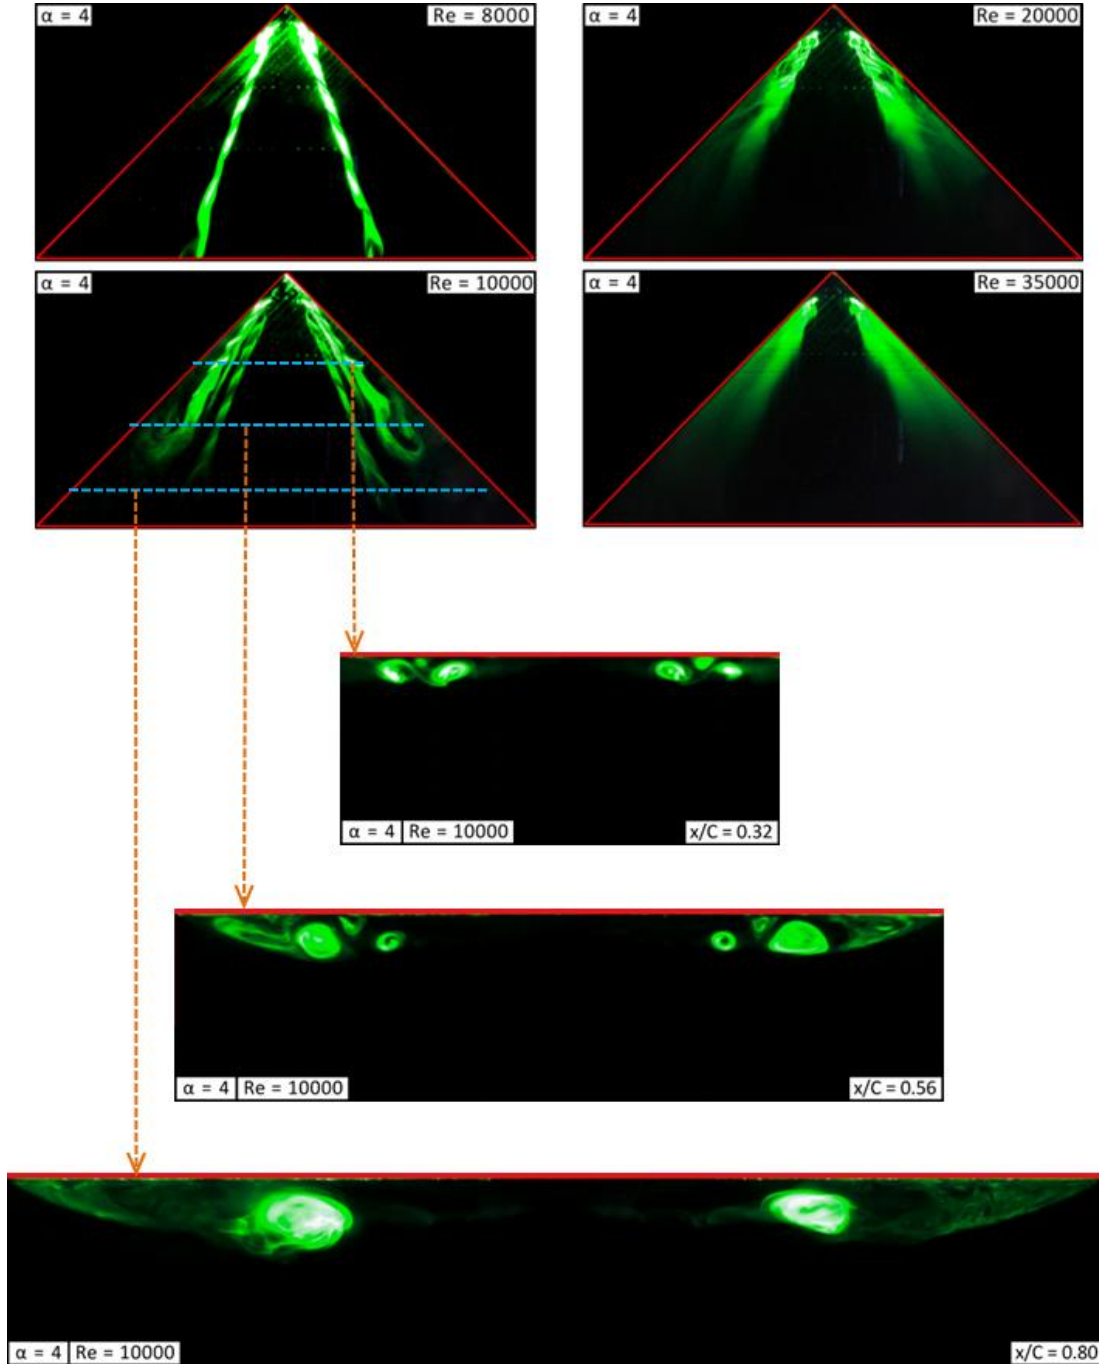 α = 4 Re = 8000
α = 4 Re = 20000
α = 4 Re = 10000
α = 4 Re = 35000
α = 4 Re = 10000 x/C = 0.32
α = 4 Re = 10000 x/C = 0.56
α = 4 Re = 10000 x/C = 0.80